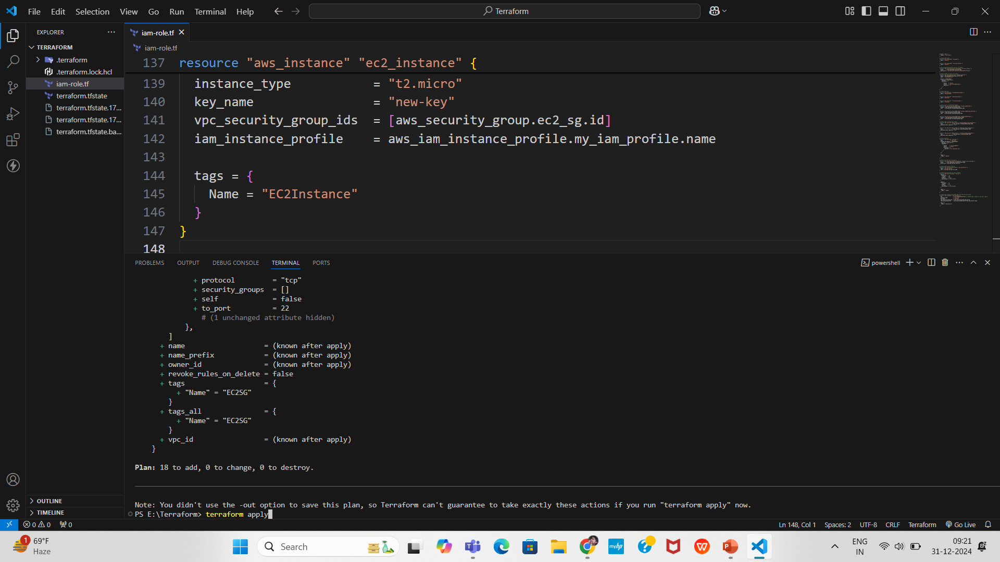 File Edit Selection View Go Run Terminal Help
Terraform
EXPLORER
TERRAFORM
.terraform
.terraform.lock.hcl
iam-role.tf
terraform.tfstate
terraform.tfstate.17...
terraform.tfstate.17...
terraform.tfstate.ba...
OUTLINE
TIMELINE
iam-role.tf
iam-role.tf
137 resource "aws_instance" "ec2_instance" {
139 instance_type = "t2.micro"
140 key_name = "new-key"
141 vpc_security_group_ids = [aws_security_group.ec2_sg.id]
142 iam_instance_profile = aws_iam_instance_profile.my_iam_profile.name
143
144 tags = {
145 Name = "EC2Instance"
146 }
147 }
148
PROBLEMS OUTPUT DEBUG CONSOLE TERMINAL PORTS
powershell
+ protocol = "tcp"
+ security_groups = []
+ self = false
+ to_port = 22
# (1 unchanged attribute hidden)
},
]
+ name = (known after apply)
+ name_prefix = (known after apply)
+ owner_id = (known after apply)
+ revoke_rules_on_delete = false
+ tags = {
+ "Name" = "EC2SG"
}
+ tags_all = {
+ "Name" = "EC2SG"
}
+ vpc_id = (known after apply)
}
Plan: 18 to add, 0 to change, 0 to destroy.
Note: You didn't use the -out option to save this plan, so Terraform can't guarantee to take exactly these actions if you run "terraform apply" now.
PS E:\Terraform> terraform apply
0 0 0
Ln 148, Col 1 Spaces: 2 UTF-8 CRLF Terraform Go Live
1
69°F
Haze
Search
myhp
ENG
IN
09:21
31-12-2024